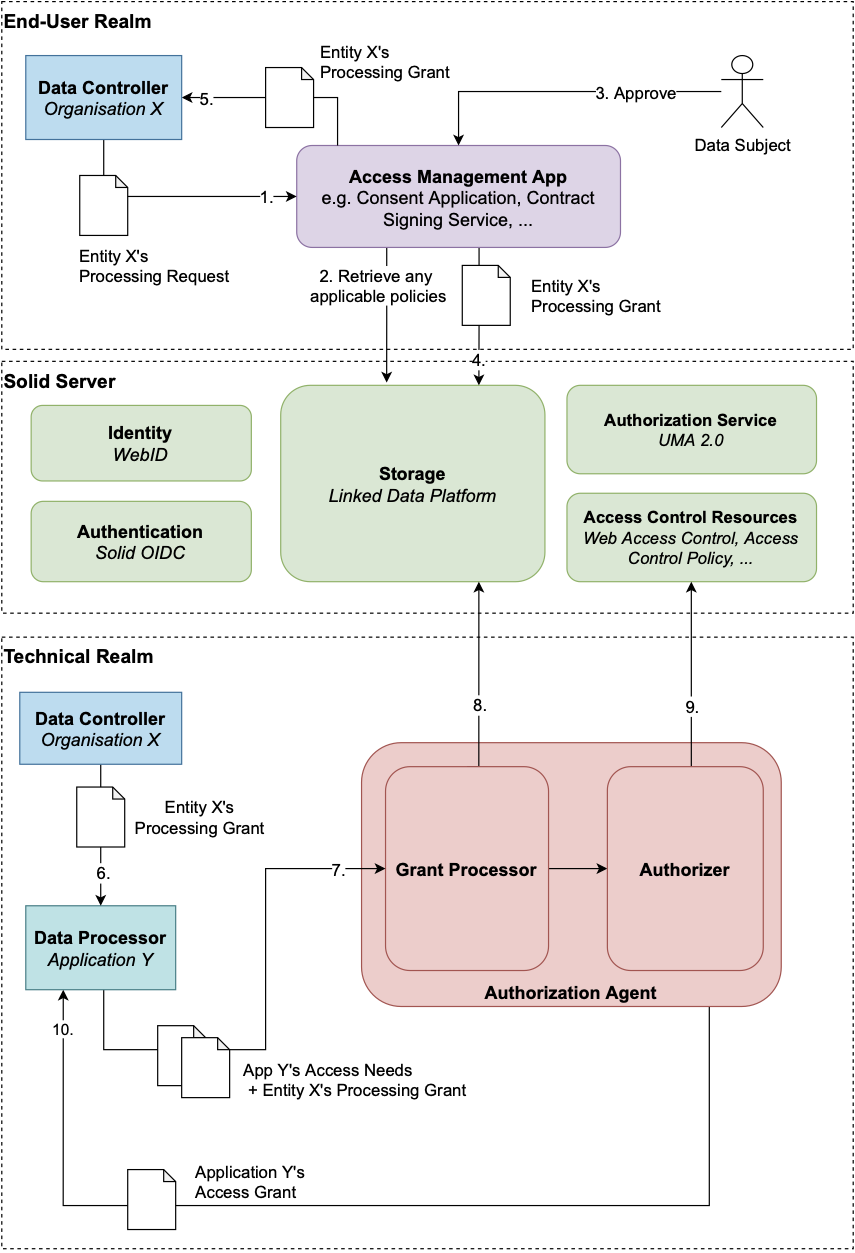 End-User Realm
Entity X's
Processing Grant
Data Controller
Organisation X
5.
3. Approve
Data Subject
Access Management App
e.g. Consent Application, Contract
Signing Service, ...
1.
Entity X's
Processing Request
2. Retrieve any
applicable policies
Entity X's
Processing Grant
4.
Solid Server
Identity
WebID
Authentication
Solid OIDC
Storage
Linked Data Platform
Authorization Service
UMA 2.0
Access Control Resources
Web Access Control, Access
Control Policy, ...
Technical Realm
Data Controller
Organisation X
8.
9.
Entity X's
Processing Grant
6.
7.
Grant Processor
Authorizer
Data Processor
Application Y
Authorization Agent
10.
App Y's Access Needs
+ Entity X's Processing Grant
Application Y's
Access Grant